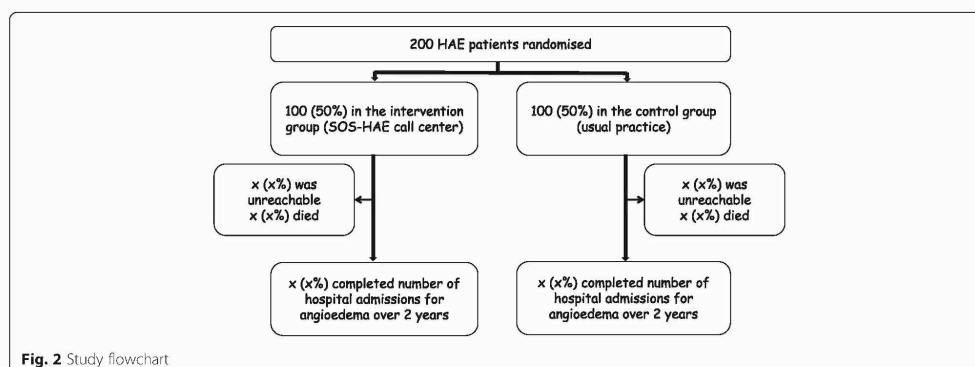 200 HAE patients randomised
100 (50%) in the intervention
group (SOS-HAE call center)
100 (50%) in the control group
(usual practice)
x (x%) was
unreachable
x (x%) died
x (x%) was
unreachable
x (x%) died
x (x%) completed number of
hospital admissions for
angioedema over 2 years
x (x%) completed number of
hospital admissions for
angioedema over 2 years
Fig. 2 Study flowchart